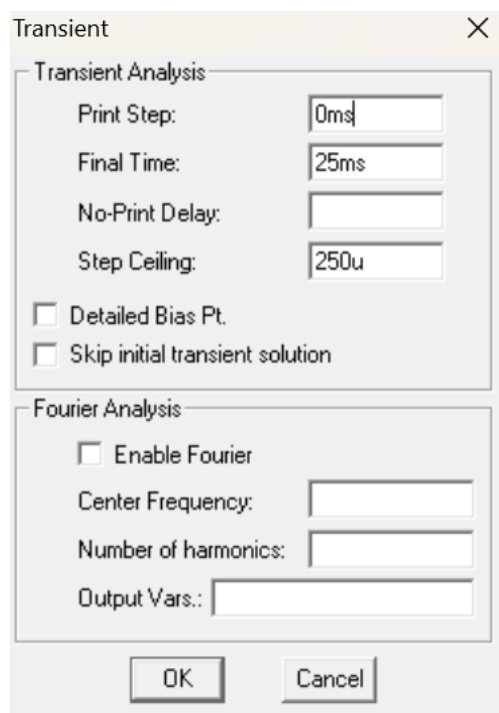 Transient
Transient Analysis
Print Step: 0ms
Final Time: 25ms
No-Print Delay:
Step Ceiling: 250u
Detailed Bias Pt.
Skip initial transient solution
Fourier Analysis
Enable Fourier
Center Frequency:
Number of harmonics:
Output Vars.:
OK Cancel